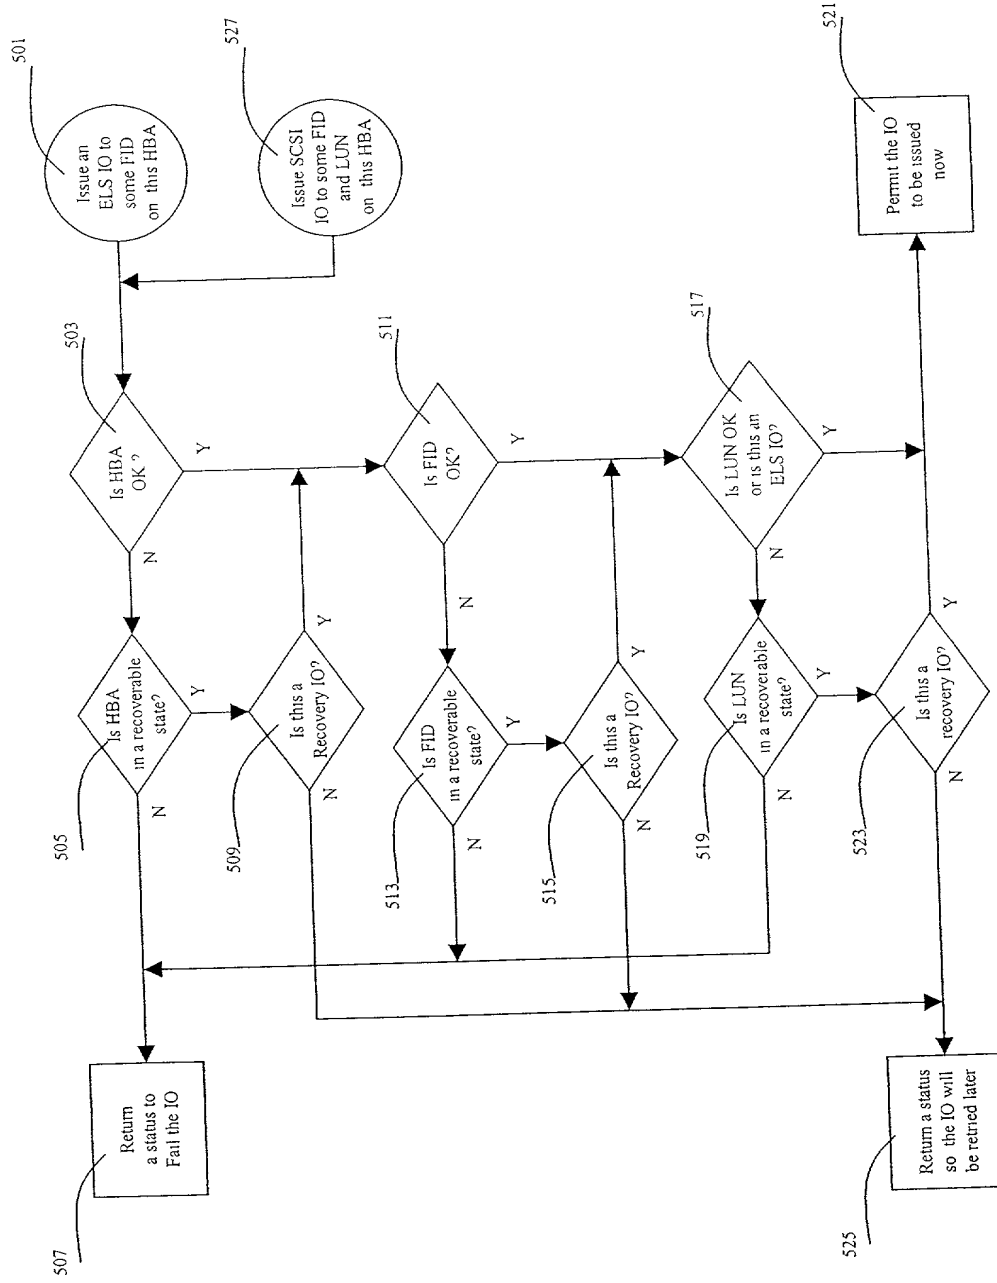 501
Issue an
ELS IO to
some FID
on this HBA
527
Issue SCSI
IO to some FID
and LUN
on this HBA
503
Is HBA
OK ?
Y
N
505
Is HBA
in a recoverable
state?
Y
N
509
Is this a
Recovery IO?
Y
N
507
Return
a status to
Fail the IO
511
Is FID
OK?
Y
N
513
Is FID
in a recoverable
state?
Y
N
515
Is this a
Recovery IO?
Y
N
517
Is LUN OK
or is this an
ELS IO?
Y
N
519
Is LUN
in a recoverable
state?
Y
N
523
Is this a
recovery IO?
Y
N
521
Permit the IO
to be issued
now
525
Return a status
so the IO will
be retried later